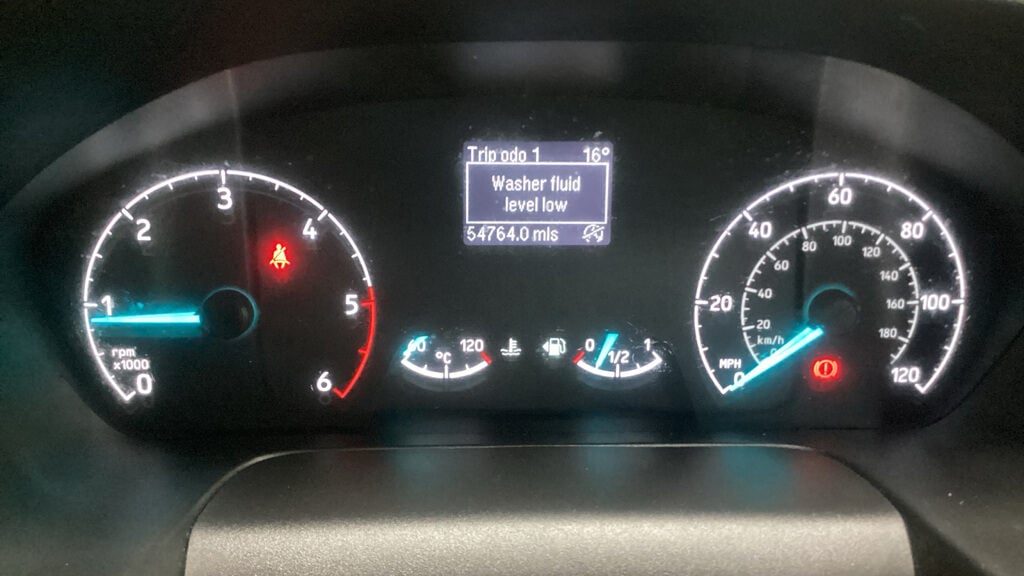 Trip odo 1 16°
Washer fluid
level low
54764.0 mls
0 1 2 3 4 5 6
rpm
x1000
60 °C 120
0 1/2 1
0 20 40 60 80 100 120
MPH
0 20 40 60 80 100 120 140 160 180
km/h